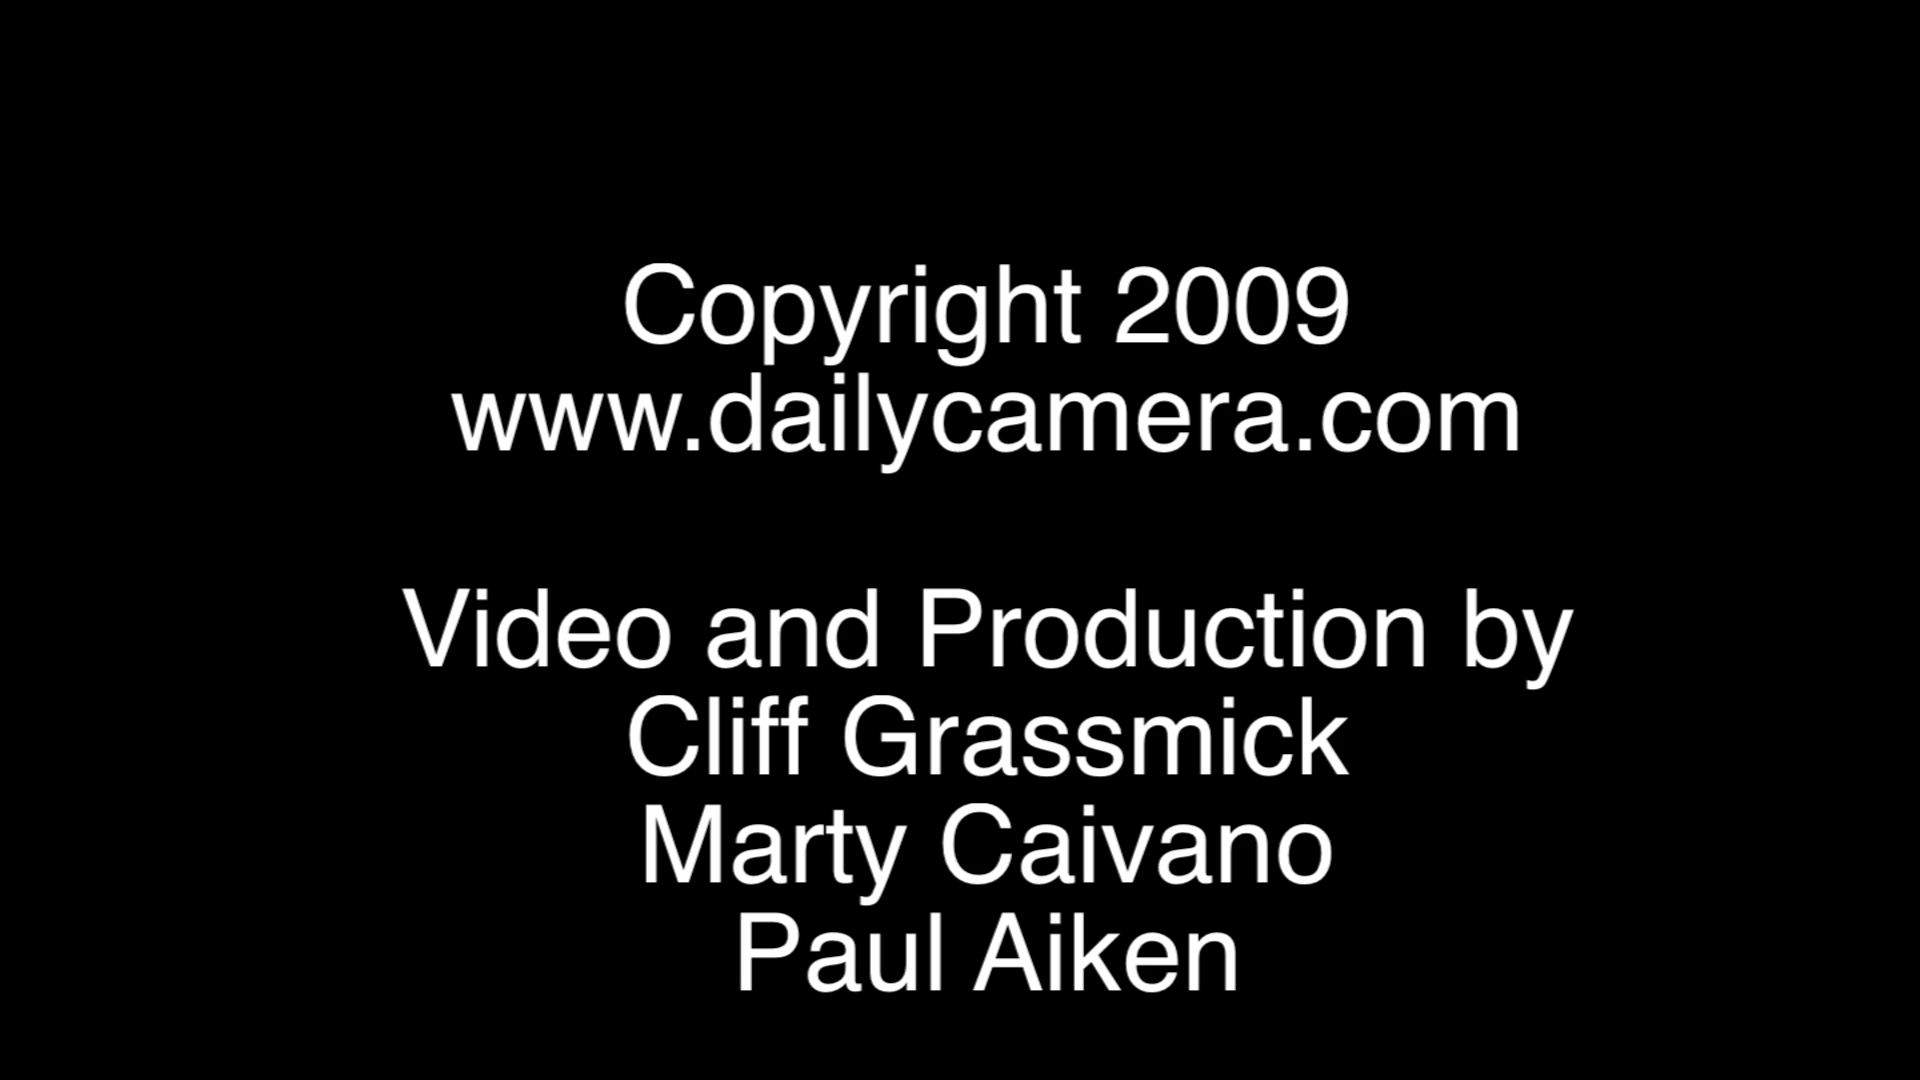 Copyright 2009
www.dailycamera.com
Video and Production by
Cliff Grassmick
Marty Caivano
Paul Aiken